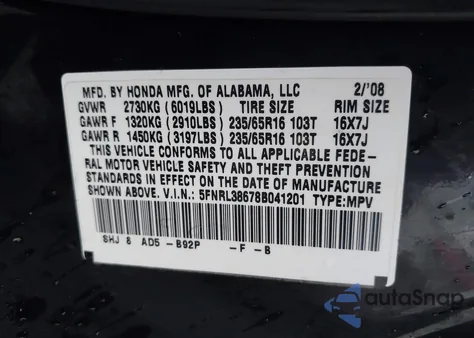 MFD. BY HONDA MFG. OF ALABAMA, LLC 2/'08
GVWR 2730KG (6019LBS) TIRE SIZE RIM SIZE
GAWR F 1320KG (2910LBS) 235/65R16 103T 16X7J
GAWR R 1450KG (3197LBS) 235/65R16 103T 16X7J
THIS VEHICLE CONFORMS TO ALL APPLICABLE FEDE-
RAL MOTOR VEHICLE SAFETY AND THEFT PREVENTION
STANDARDS IN EFFECT ON THE DATE OF MANUFACTURE
SHOWN ABOVE. V.I.N.: 5FNRL38678B041201 TYPE:MPV
SHJ 8 AD5 -B92P -F -B
autoSnap